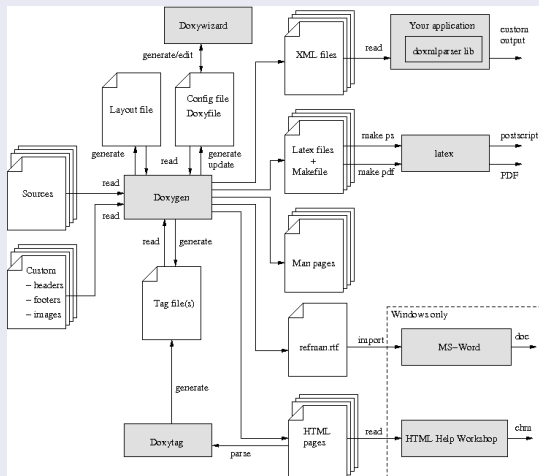 Doxywizard
generate/edit
Layout file
Config file
Doxyfile
generate
read
generate
update
XML files
read
Your application
doxmlparser lib
custom
output
Latex files
+
Makefile
make ps
make pdf
latex
postscript
PDF
Sources
read
read
Doxygen
Custom
– headers
– footers
– images
read
generate
Tag file(s)
Man pages
refman.rtf
import
Windows only
MS–Word
doc
generate
Doxytag
parse
HTML
pages
read
HTML Help Workshop
chm